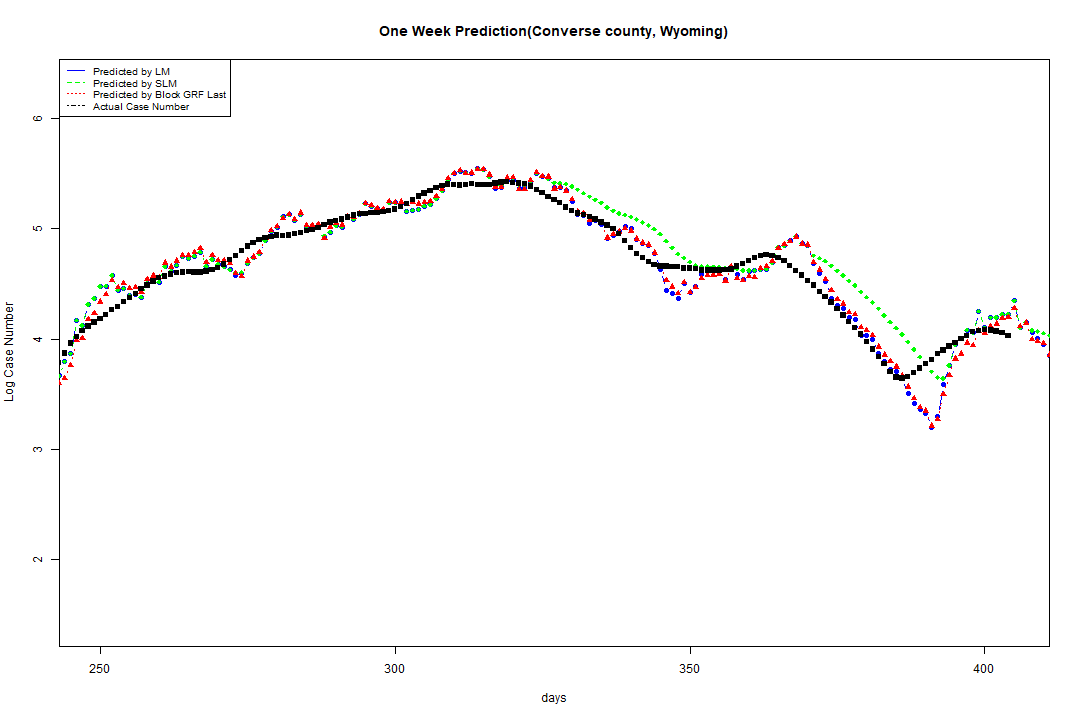 One Week Prediction(Converse county, Wyoming)
Predicted by LM
Predicted by SLM
Predicted by Block GRF Last
Actual Case Number
6
5
4
3
2
Log Case Number
250 300 350 400
days